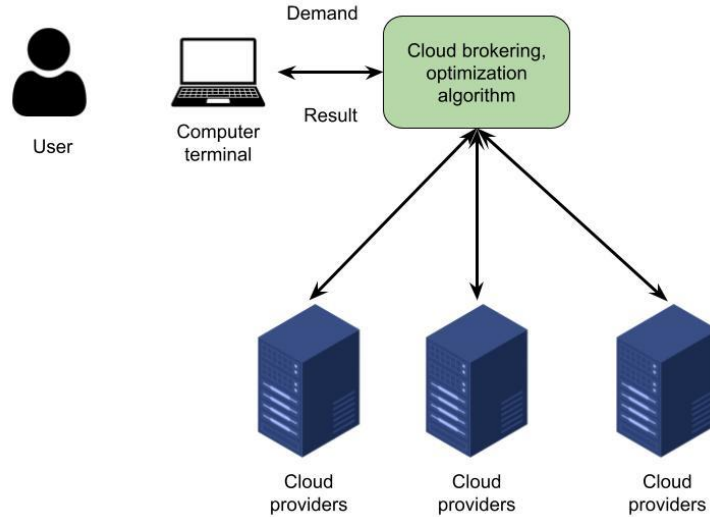 Demand
Cloud brokering,
optimization
algorithm
Result
User
Computer
terminal
Cloud
providers
Cloud
providers
Cloud
providers